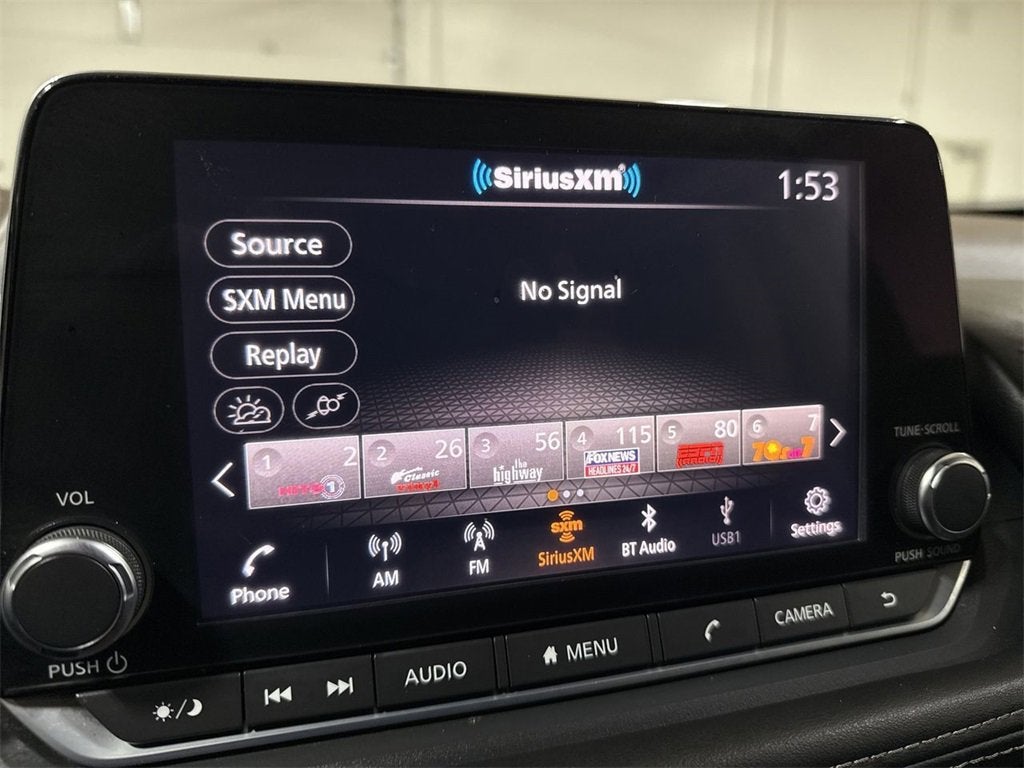 SiriusXM
1:53
Source
No Signal
SXM Menu
Replay
1 2
2 26
3 56
4 115
5 80
6 7
Classic
the
highway
FOX NEWS
HEADLINES 24/7
VOL
TUNE·SCROLL
Phone
AM
FM
sxm
SiriusXM
BT Audio
USB1
Settings
PUSH
PUSH SOUND
AUDIO
MENU
CAMERA